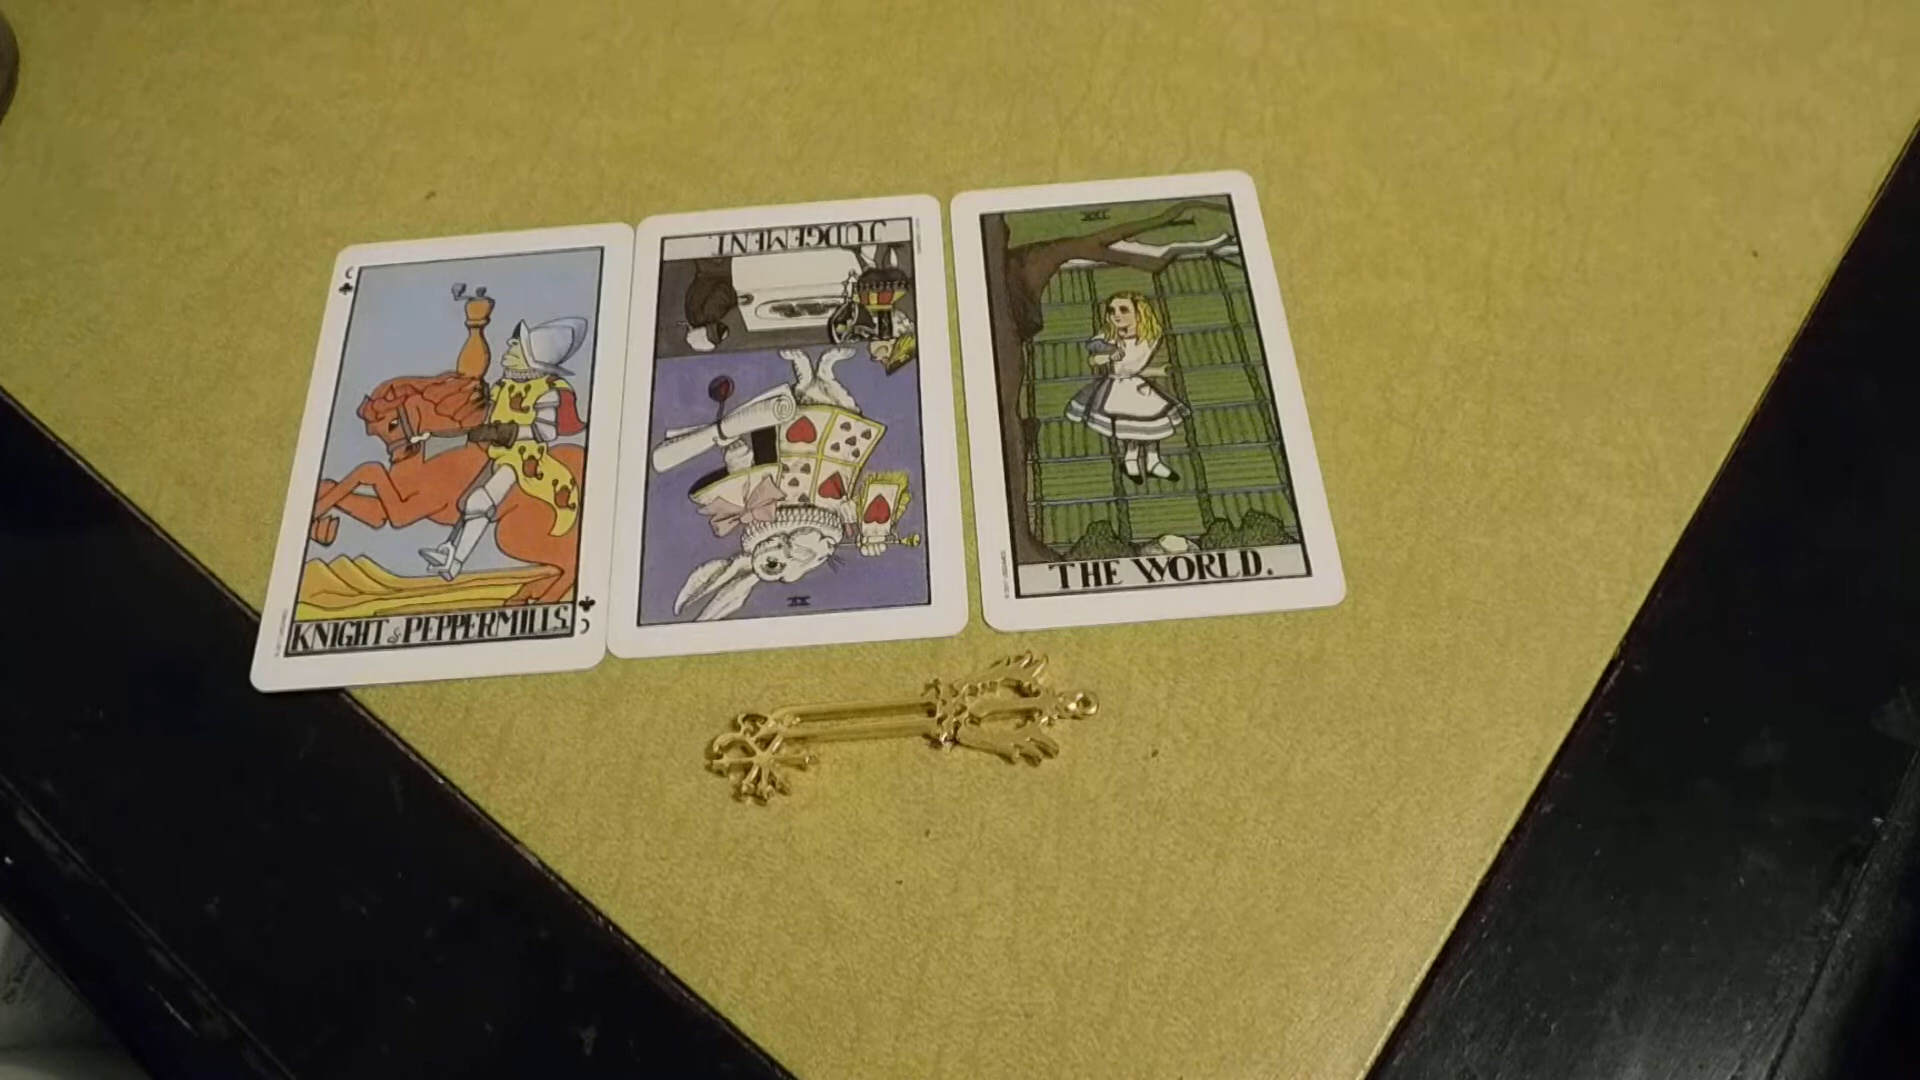 C
KNIGHT of PEPPERMILLS.
C
JUDGEMENT.
XX
XXI
THE WORLD.